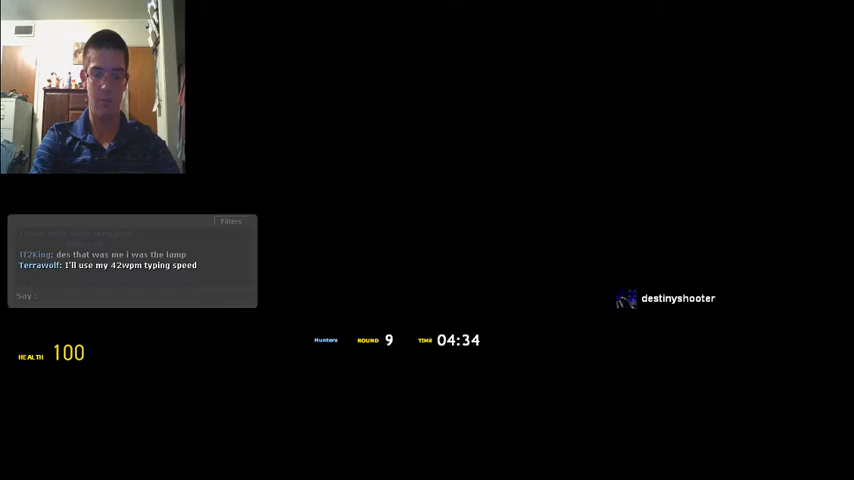 Filters
Tf2King: des that was me i was the lamp
Terrawolf: I'll use my 42wpm typing speed
Say :
destinyshooter
HEALTH 100
Hunters ROUND 9 TIME 04:34